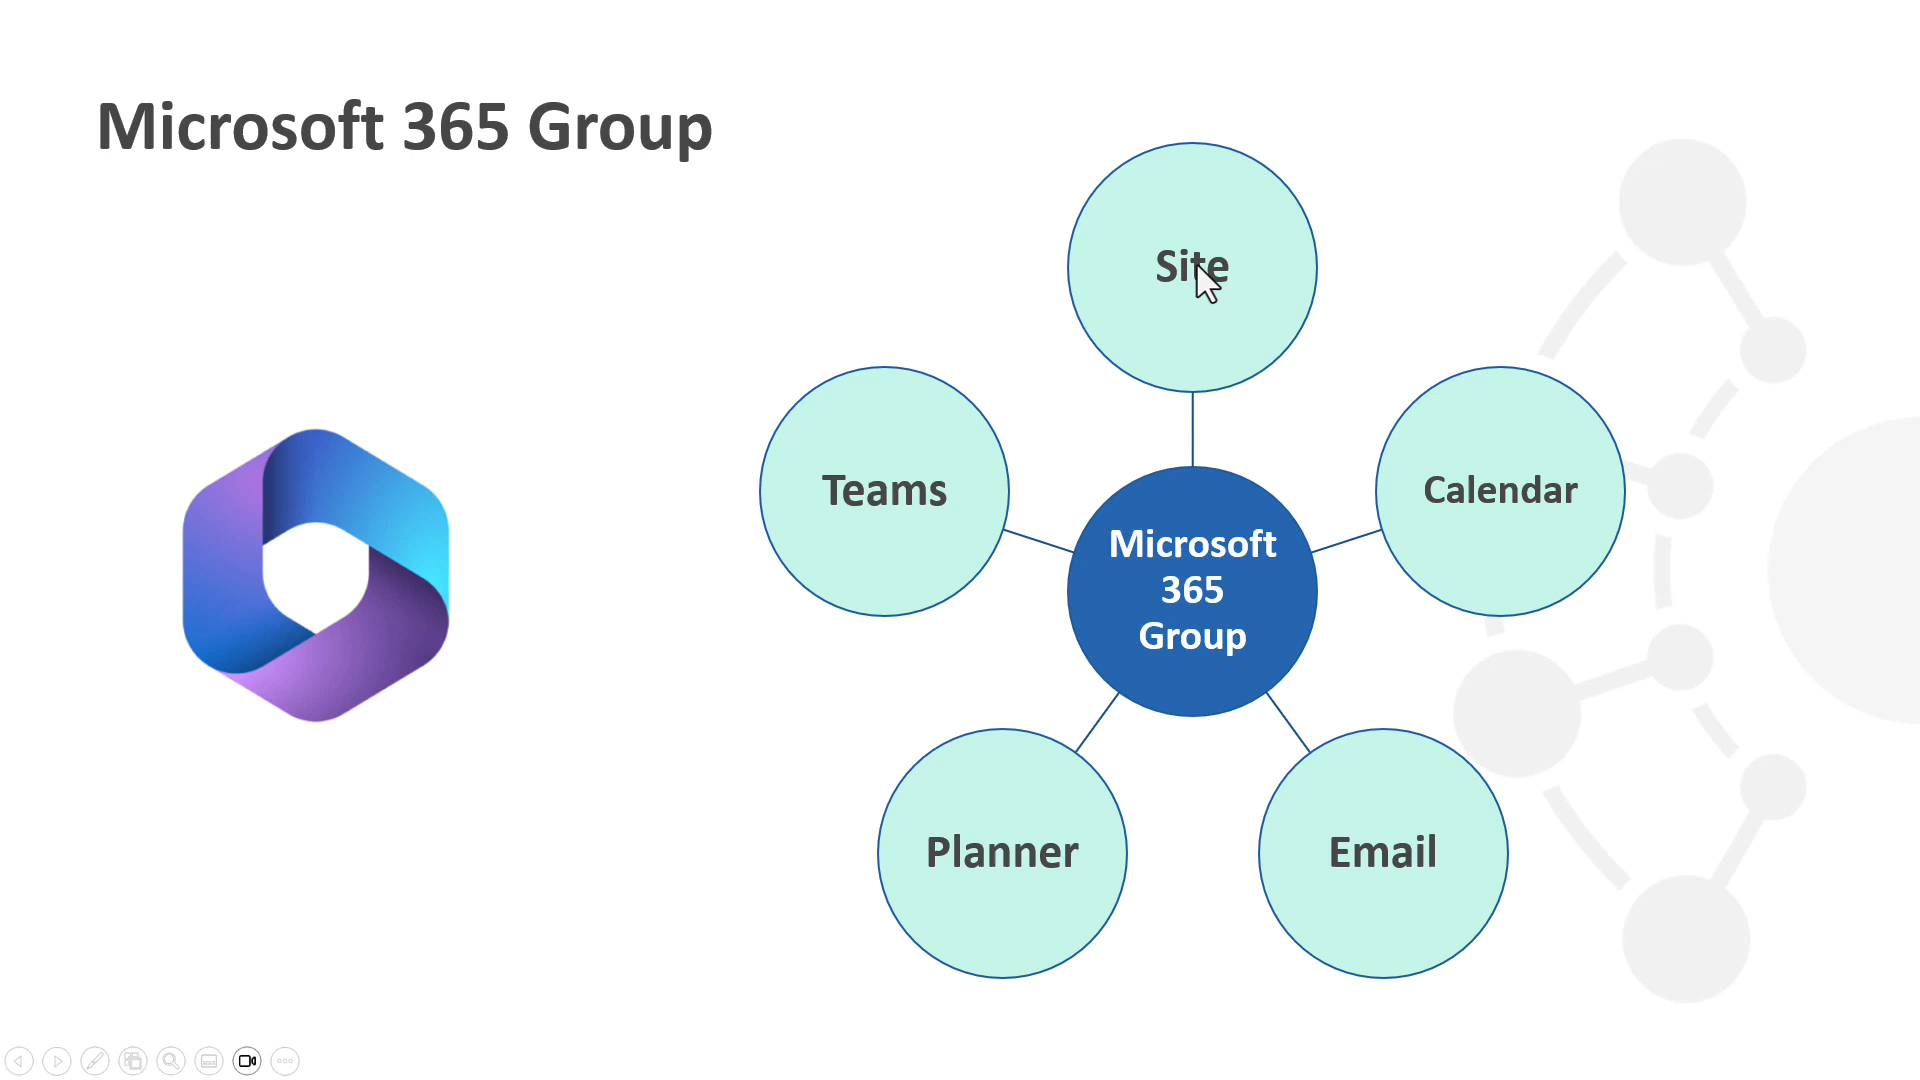 Microsoft 365 Group
Site
Teams
Calendar
Microsoft
365
Group
Planner
Email